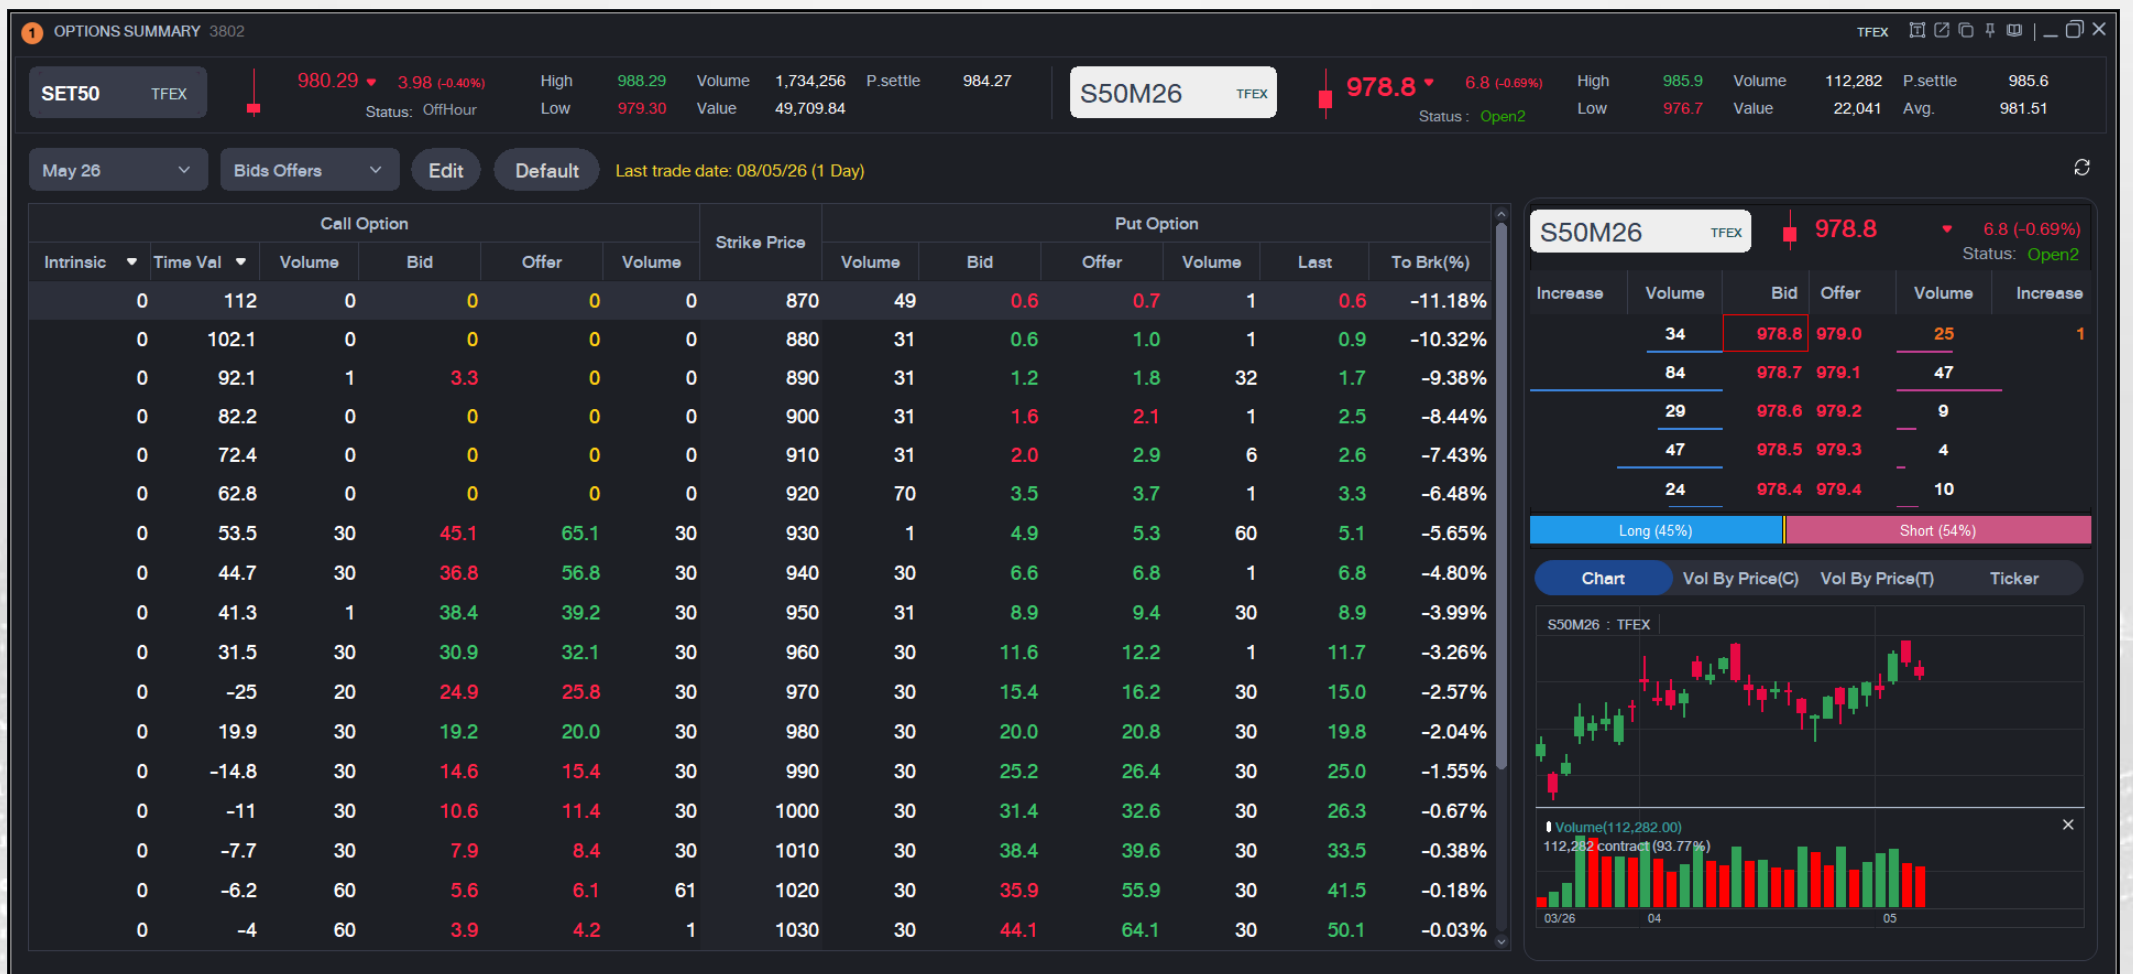 1 OPTIONS SUMMARY 3802 TFEX
SET50 TFEX 980.29 3.98 (-0.40%) High 988.29 Volume 1,734,256 P.settle 984.27 S50M26 TFEX 978.8 6.8 (-0.69%) High 985.9 Volume 112,282 P.settle 985.6
Status: OffHour Low 979.30 Value 49,709.84 Status : Open2 Low 976.7 Value 22,041 Avg. 981.51
May 26 Bids Offers Edit Default Last trade date: 08/05/26 (1 Day)
Call Option Strike Price Put Option
Intrinsic Time Val Volume Bid Offer Volume Volume Bid Offer Volume Last To Brk(%)
0 112 0 0 0 0 870 49 0.6 0.7 1 0.6 -11.18%
0 102.1 0 0 0 0 880 31 0.6 1.0 1 0.9 -10.32%
0 92.1 1 3.3 0 0 890 31 1.2 1.8 32 1.7 -9.38%
0 82.2 0 0 0 0 900 31 1.6 2.1 1 2.5 -8.44%
0 72.4 0 0 0 0 910 31 2.0 2.9 6 2.6 -7.43%
0 62.8 0 0 0 0 920 70 3.5 3.7 1 3.3 -6.48%
0 53.5 30 45.1 65.1 30 930 1 4.9 5.3 60 5.1 -5.65%
0 44.7 30 36.8 56.8 30 940 30 6.6 6.8 1 6.8 -4.80%
0 41.3 1 38.4 39.2 30 950 31 8.9 9.4 30 8.9 -3.99%
0 31.5 30 30.9 32.1 30 960 30 11.6 12.2 1 11.7 -3.26%
0 -25 20 24.9 25.8 30 970 30 15.4 16.2 30 15.0 -2.57%
0 19.9 30 19.2 20.0 30 980 30 20.0 20.8 30 19.8 -2.04%
0 -14.8 30 14.6 15.4 30 990 30 25.2 26.4 30 25.0 -1.55%
0 -11 30 10.6 11.4 30 1000 30 31.4 32.6 30 26.3 -0.67%
0 -7.7 30 7.9 8.4 30 1010 30 38.4 39.6 30 33.5 -0.38%
0 -6.2 60 5.6 6.1 61 1020 30 35.9 55.9 30 41.5 -0.18%
0 -4 60 3.9 4.2 1 1030 30 44.1 64.1 30 50.1 -0.03%
S50M26 TFEX 978.8 6.8 (-0.69%)
Status: Open2
Increase Volume Bid Offer Volume Increase
34 978.8 979.0 25 1
84 978.7 979.1 47
29 978.6 979.2 9
47 978.5 979.3 4
24 978.4 979.4 10
Long (45%) Short (54%)
Chart Vol By Price(C) Vol By Price(T) Ticker
S50M26 : TFEX
Volume(112,282.00)
112,282 contract (93.77%)
03/26 04 05